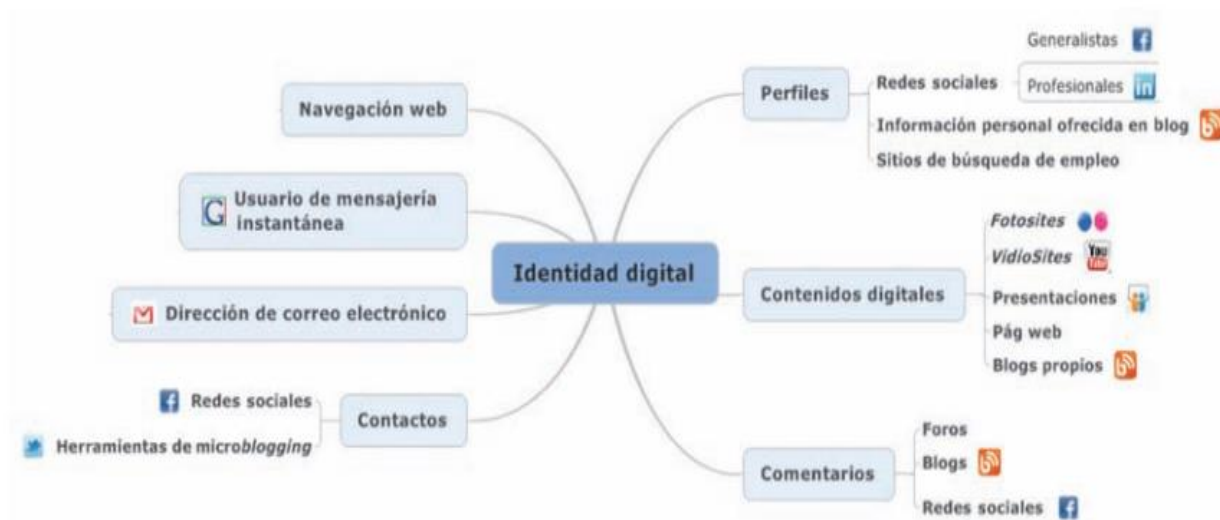 Navegación web
Usuario de mensajería
instantánea
Dirección de correo electrónico
Contactos
Redes sociales
Herramientas de microblogging
Identidad digital
Perfiles
Redes sociales
Generalistas
Profesionales
Información personal ofrecida en blog
Sitios de búsqueda de empleo
Contenidos digitales
Fotosites
VidioSites
You
Tube
Presentaciones
Pág web
Blogs propios
Comentarios
Foros
Blogs
Redes sociales